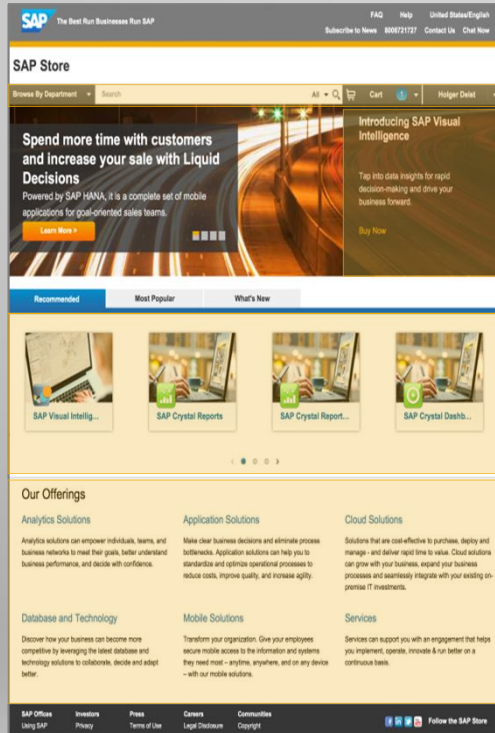 SAP The Best Run Businesses Run SAP
FAQ Help United States/English
Subscribe to News 8008721727 Contact Us Chat Now
SAP Store
Browse By Department Search All Cart Holger Deist
Spend more time with customers
and increase your sale with Liquid
Decisions
Powered by SAP HANA, it is a complete set of mobile
applications for goal-oriented sales teams.
Learn More >
Introducing SAP Visual
Intelligence
Tap into data insights for rapid
decision-making and drive your
business forward.
Buy Now
Recommended Most Popular What's New
SAP Visual Intellig... SAP Crystal Reports SAP Crystal Report... SAP Crystal Dashb...
Our Offerings
Analytics Solutions
Analytics solutions can empower individuals, teams, and
business networks to meet their goals, better understand
business performance, and decide with confidence.
Application Solutions
Make clear business decisions and eliminate process
bottlenecks. Application solutions can help you to
standardize and optimize operational processes to
reduce costs, improve quality, and increase agility.
Cloud Solutions
Solutions that are cost-effective to purchase, deploy and
manage - and deliver rapid time to value. Cloud solutions
can grow with your business, expand your business
processes and seamlessly integrate with your existing on-
premise IT investments.
Database and Technology
Discover how your business can become more
competitive by leveraging the latest database and
technology solutions to collaborate, decide and adapt
better.
Mobile Solutions
Transform your organization. Give your employees
secure mobile access to the information and systems
they need most – anytime, anywhere, and on any device
– with our mobile solutions.
Services
Services can support you with an engagement that helps
you implement, operate, innovate & run better on a
continuous basis.
SAP Offices Investors Press Careers Communities
Using SAP Privacy Terms of Use Legal Disclosure Copyright
Follow the SAP Store